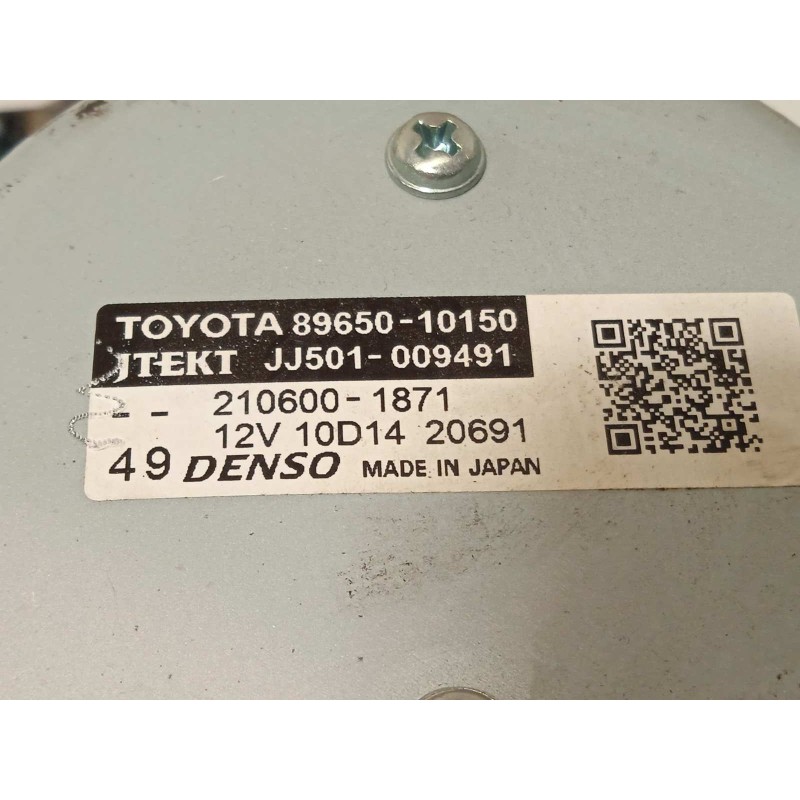 TOYOTA 89650-10150
JTEKT JJ501-009491
-- 210600-1871
12V 10D14 20691
49 DENSO MADE IN JAPAN